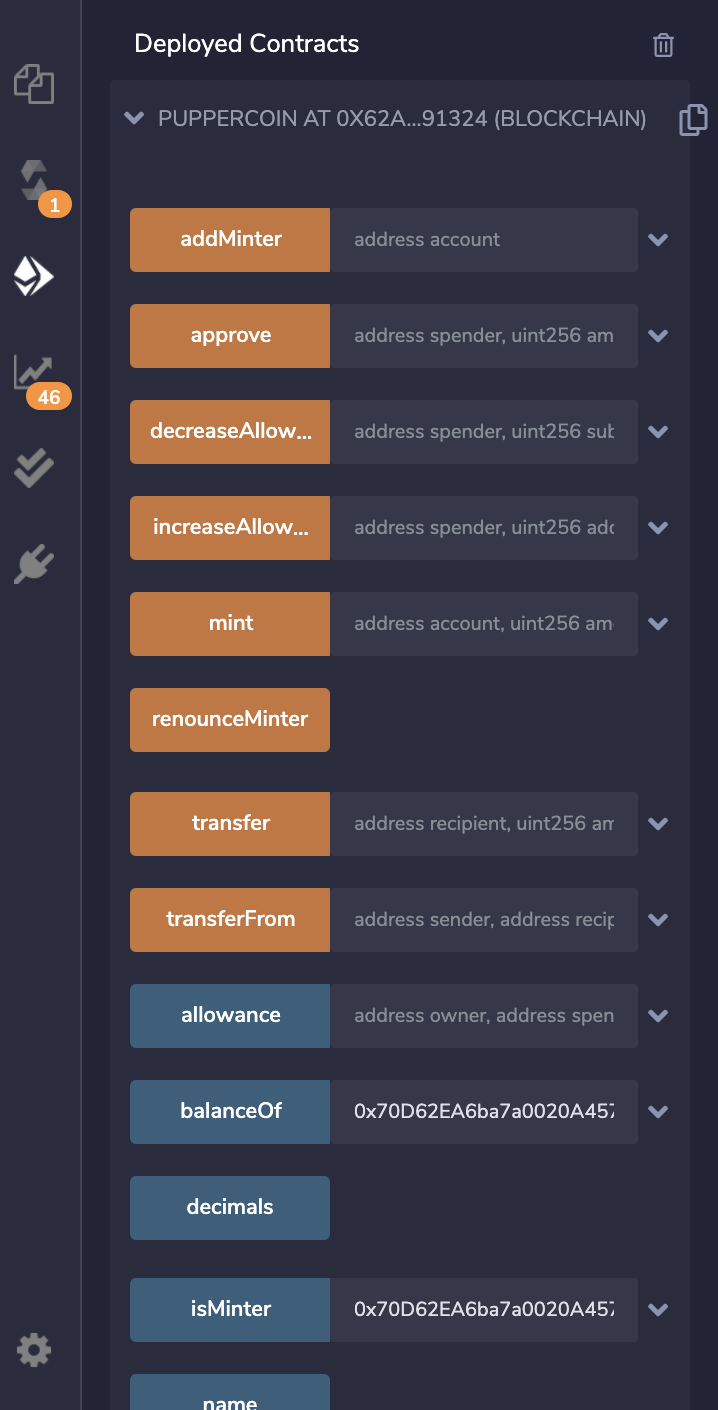 Deployed Contracts
PUPPERCOIN AT 0X62A...91324 (BLOCKCHAIN)
1
46
addMinter address account
approve address spender, uint256 am
decreaseAllow... address spender, uint256 sub
increaseAllow... address spender, uint256 add
mint address account, uint256 am
renounceMinter
transfer address recipient, uint256 am
transferFrom address sender, address recip
allowance address owner, address spen
balanceOf 0x70D62EA6ba7a0020A457
decimals
isMinter 0x70D62EA6ba7a0020A457
name